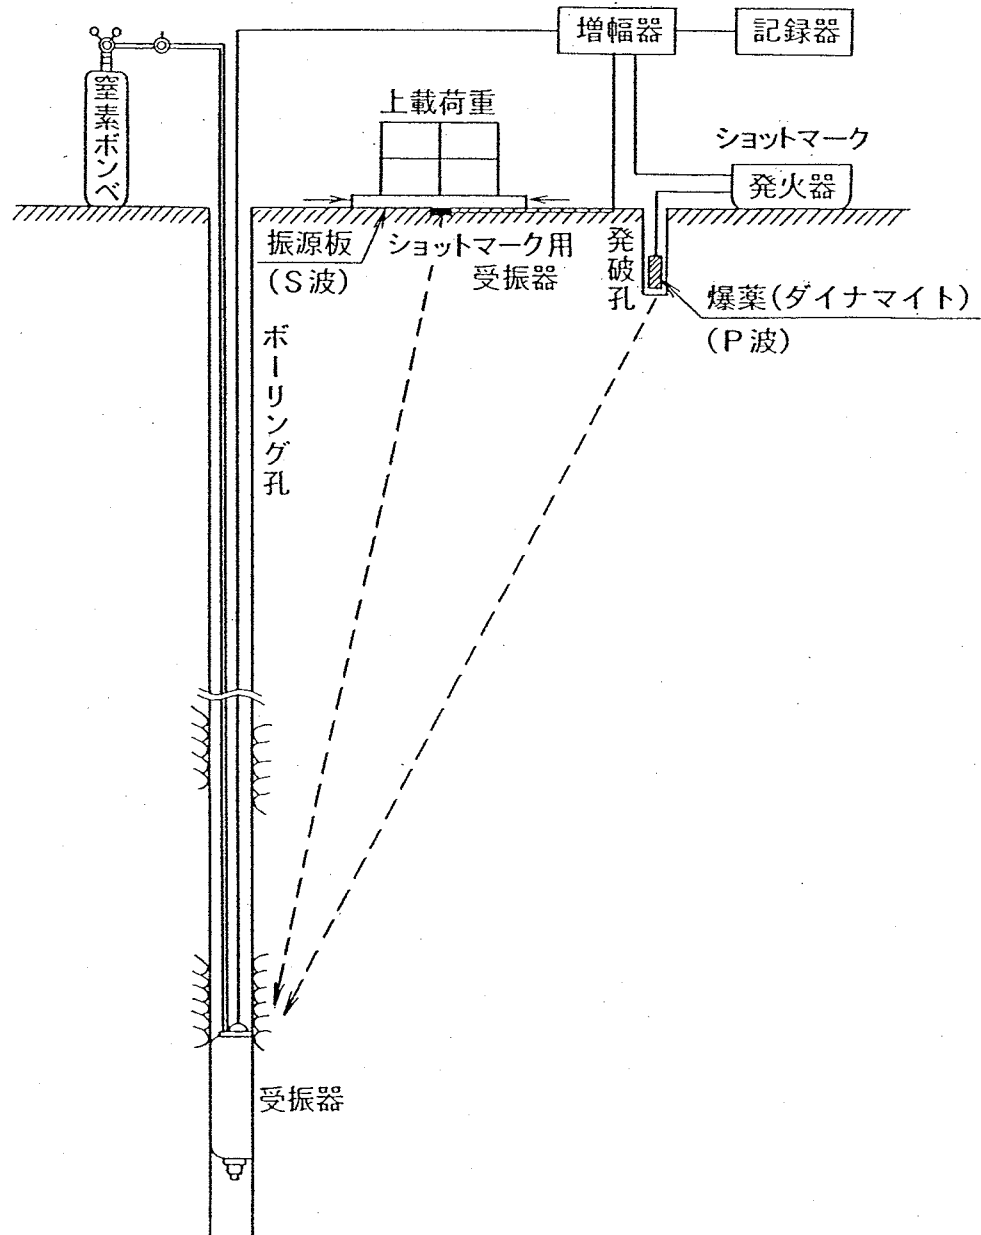 増幅器
記録器
窒素ボンベ
上載荷重
ショットマーク
発火器
振源板
(S波)
ショットマーク用
受振器
発破孔
爆薬(ダイナマイト)
(P波)
ボーリング孔
受振器